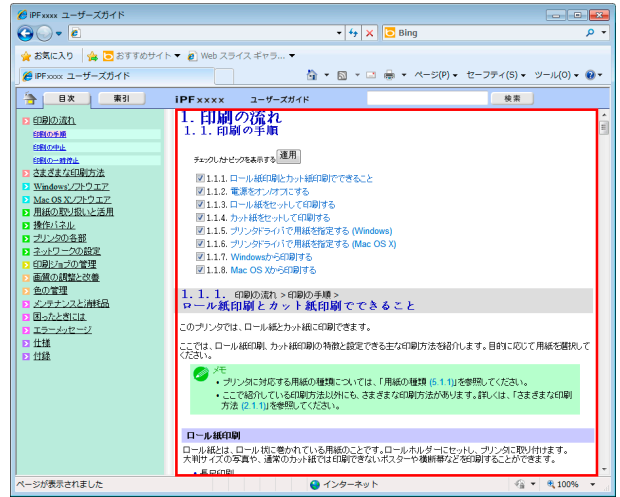 iPFxxxx ユーザーズガイド
Bing
お気に入り おすすめサイト Web スライス ギャラ...
iPFxxxx ユーザーズガイド
ページ(P) セーフティ(S) ツール(O)
目次 索引 iPFxxxx ユーザーズガイド 検索
印刷の流れ
印刷の手順
印刷の中止
印刷の一時停止
さまざまな印刷方法
Windowsソフトウエア
Mac OS Xソフトウエア
用紙の取り扱いと活用
操作パネル
プリンタの各部
ネットワークの設定
印刷ジョブの管理
画質の調整と改善
色の管理
メンテナンスと消耗品
困ったときには
エラーメッセージ
仕様
付録
1. 印刷の流れ
1. 1. 印刷の手順
チェックしたトピックを表示する 適用
1.1.1. ロール紙印刷とカット紙印刷でできること
1.1.2. 電源をオン/オフにする
1.1.3. ロール紙をセットして印刷する
1.1.4. カット紙をセットして印刷する
1.1.5. プリンタドライバで用紙を指定する (Windows)
1.1.6. プリンタドライバで用紙を指定する (Mac OS X)
1.1.7. Windowsから印刷する
1.1.8. Mac OS Xから印刷する
1. 1. 1. 印刷の流れ > 印刷の手順 >
ロール紙印刷とカット紙印刷でできること
このプリンタでは、ロール紙とカット紙に印刷できます。
ここでは、ロール紙印刷、カット紙印刷の特徴と設定できる主な印刷方法を紹介します。目的に応じて用紙を選択して
ください。
メモ
• プリンタに対応する用紙の種類については、「用紙の種類 (5.1.1)」を参照してください。
• ここで紹介している印刷方法以外にも、さまざまな印刷方法があります。詳しくは、「さまざまな印刷
方法 (2.1.1)」を参照してください。
ロール紙印刷
ロール紙とは、ロール状に巻かれている用紙のことです。ロールホルダーにセットし、プリンタに取り付けます。
大判サイズの写真や、通常のカット紙では印刷できないポスターや横断幕などを印刷することができます。
• 長尺印刷
ページが表示されました インターネット 100%